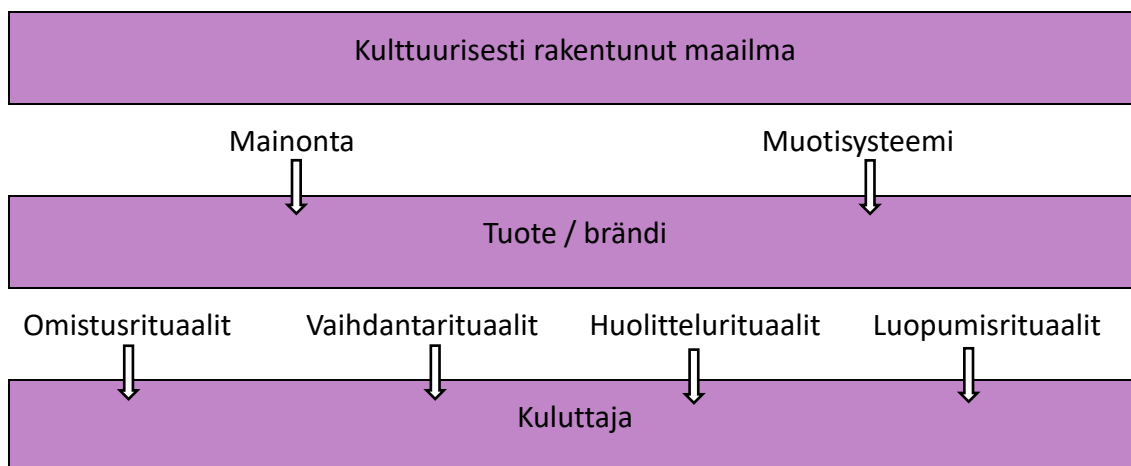 Kulttuurisesti rakentunut maailma
Mainonta Muotisysteemi
Tuote / brändi
Omistusrituaalit Vaihdantarituaalit Huolittelurituaalit Luopumisrituaalit
Kuluttaja